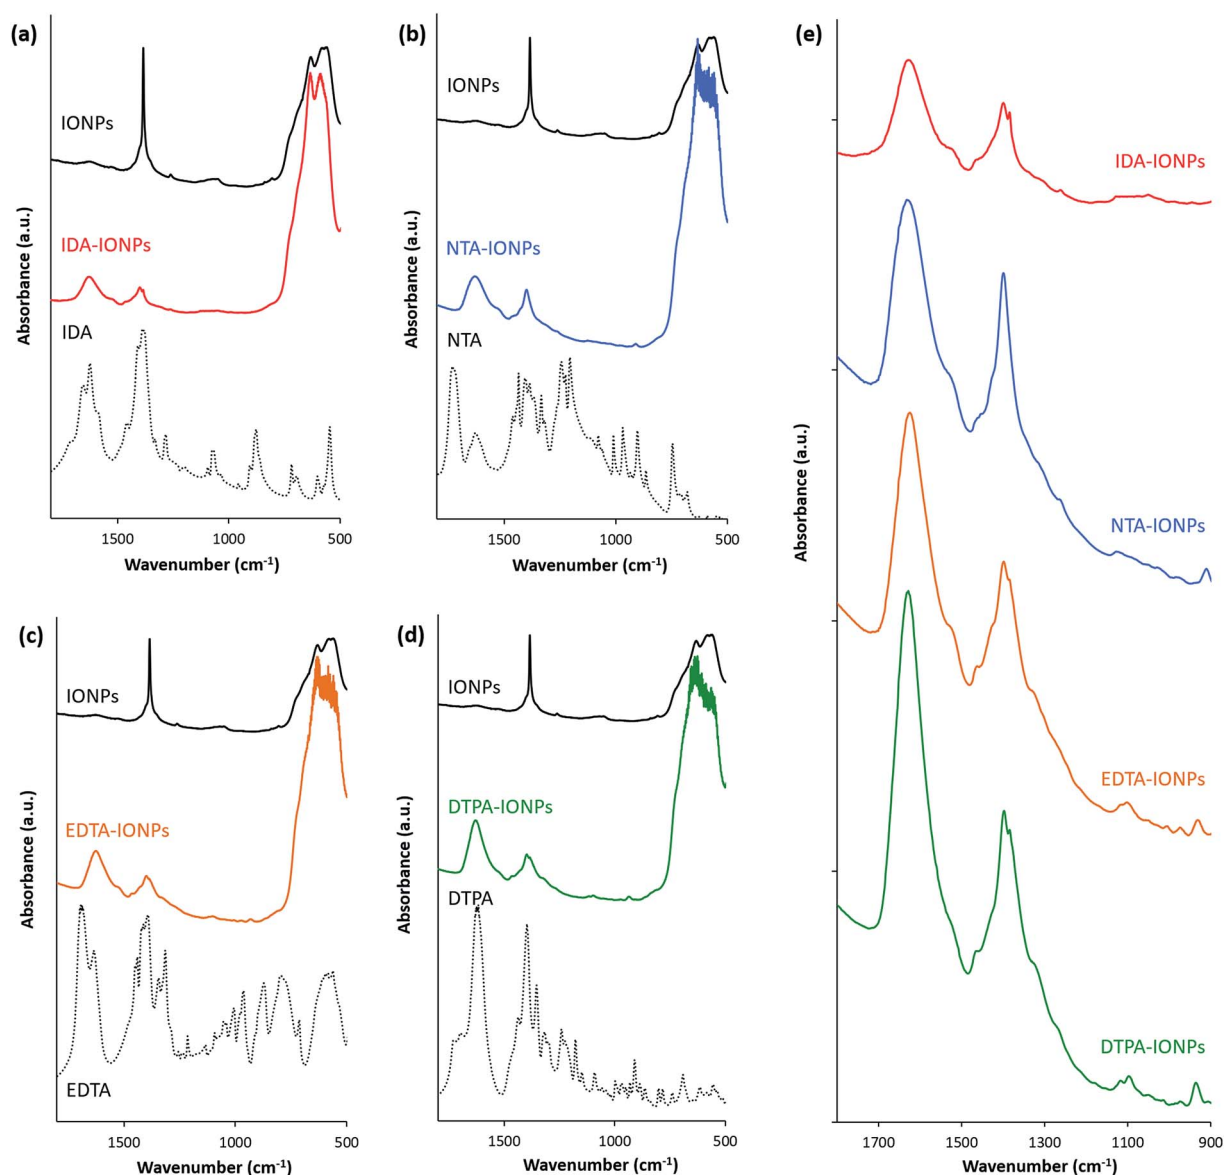 (a)
IONPs
IDA-IONPs
IDA
Absorbance (a.u.)
1500 1000 500
Wavenumber (cm⁻¹)
(b)
IONPs
NTA-IONPs
NTA
Absorbance (a.u.)
1500 1000 500
Wavenumber (cm⁻¹)
(c)
IONPs
EDTA-IONPs
EDTA
Absorbance (a.u.)
1500 1000 500
Wavenumber (cm⁻¹)
(d)
IONPs
DTPA-IONPs
DTPA
Absorbance (a.u.)
1500 1000 500
Wavenumber (cm⁻¹)
(e)
IDA-IONPs
NTA-IONPs
EDTA-IONPs
DTPA-IONPs
Absorbance (a.u.)
1700 1500 1300 1100 900
Wavenumber (cm⁻¹)